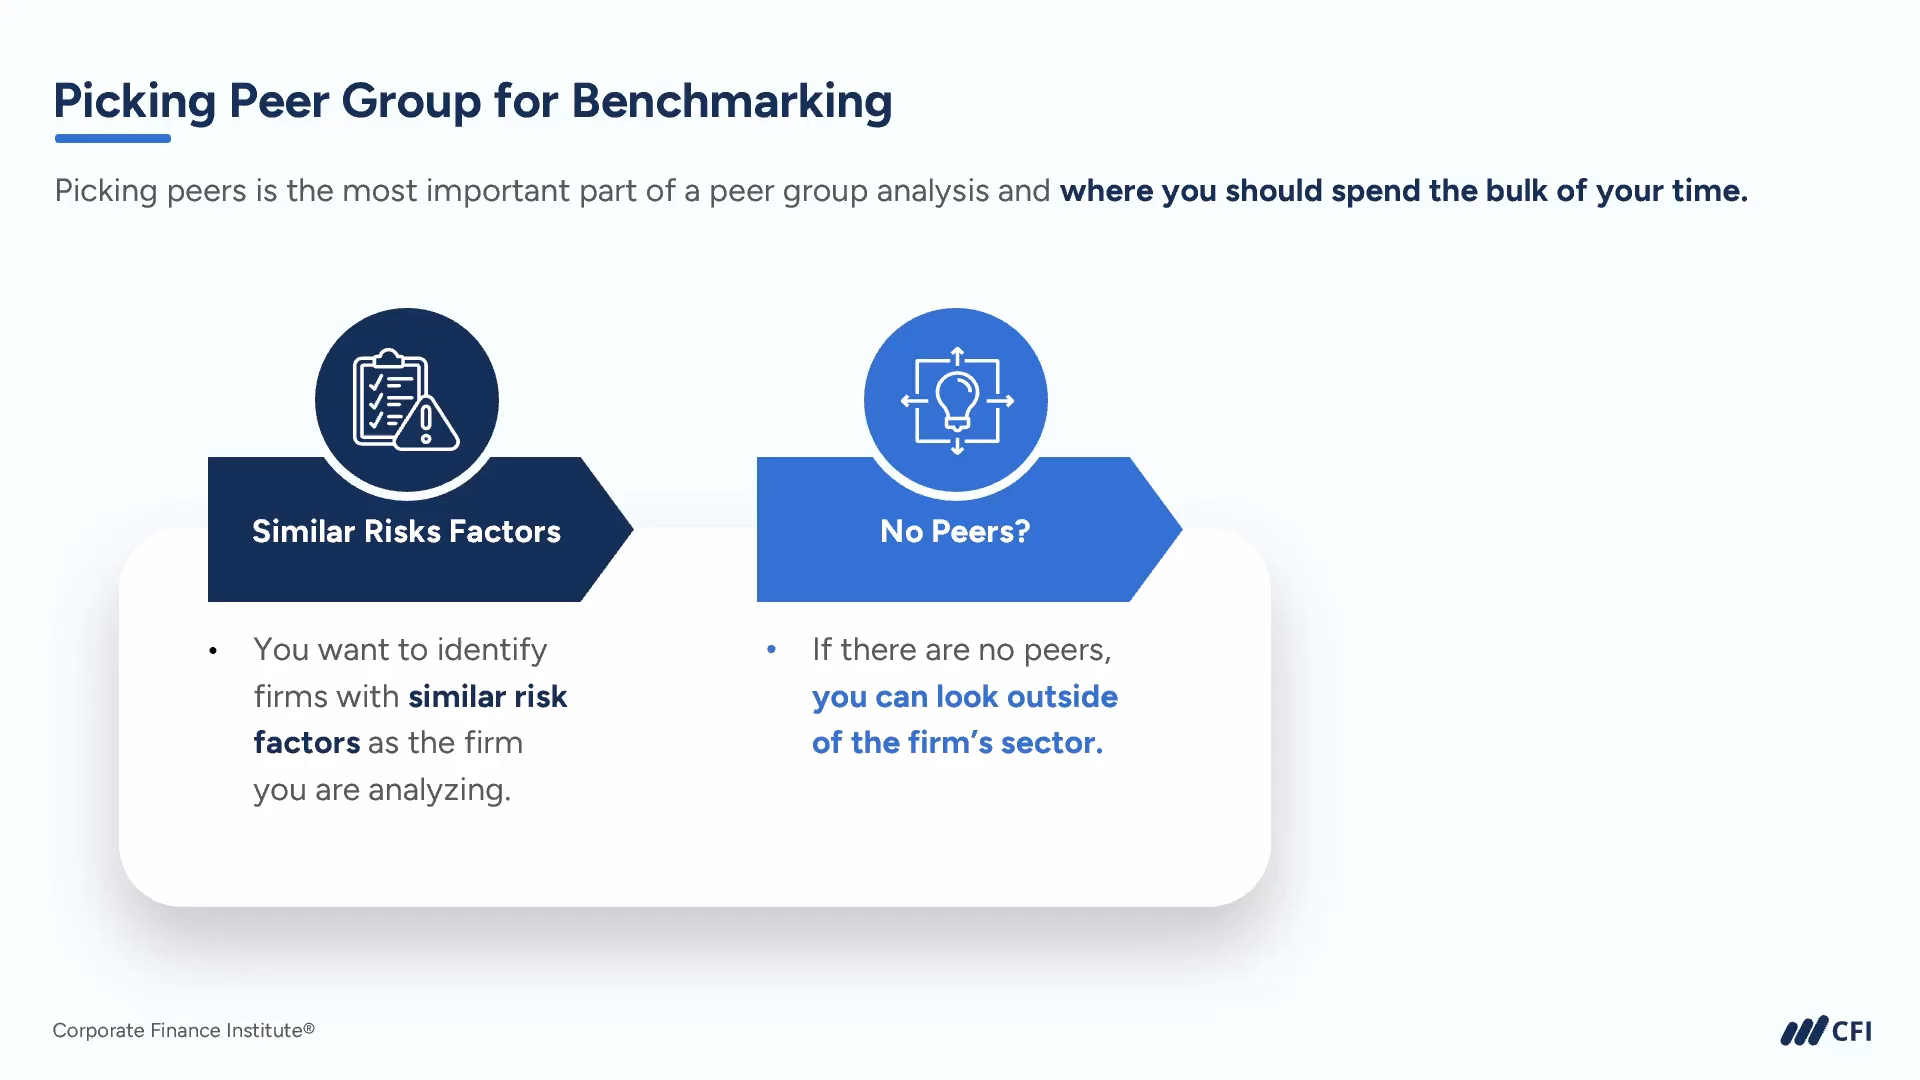 Picking Peer Group for Benchmarking
Picking peers is the most important part of a peer group analysis and where you should spend the bulk of your time.
Similar Risks Factors
• You want to identify
firms with similar risk
factors as the firm
you are analyzing.
No Peers?
• If there are no peers,
you can look outside
of the firm’s sector.
Corporate Finance Institute®
CFI